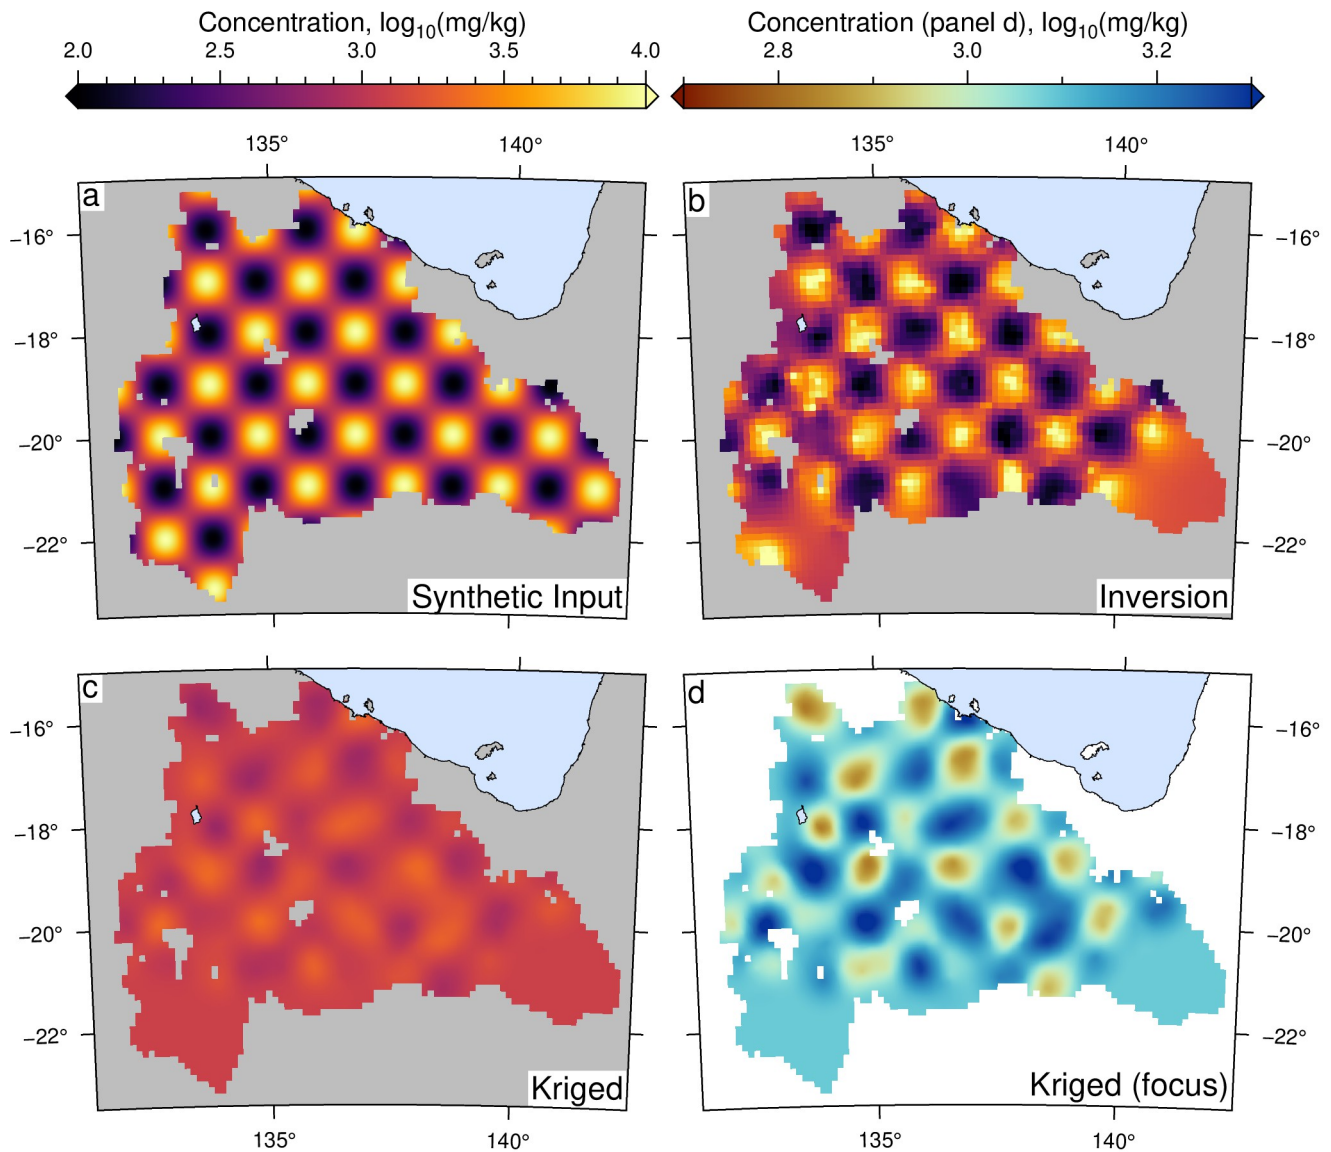 Concentration, log10(mg/kg)
2.0 2.5 3.0 3.5 4.0
Concentration (panel d), log10(mg/kg)
2.8 3.0 3.2
135° 140° 135° 140°
a
b
−16° −16°
−18° −18°
−20° −20°
−22° −22°
Synthetic Input
Inversion
c
d
−16° −16°
−18° −18°
−20° −20°
−22° −22°
Kriged
Kriged (focus)
135° 140° 135° 140°